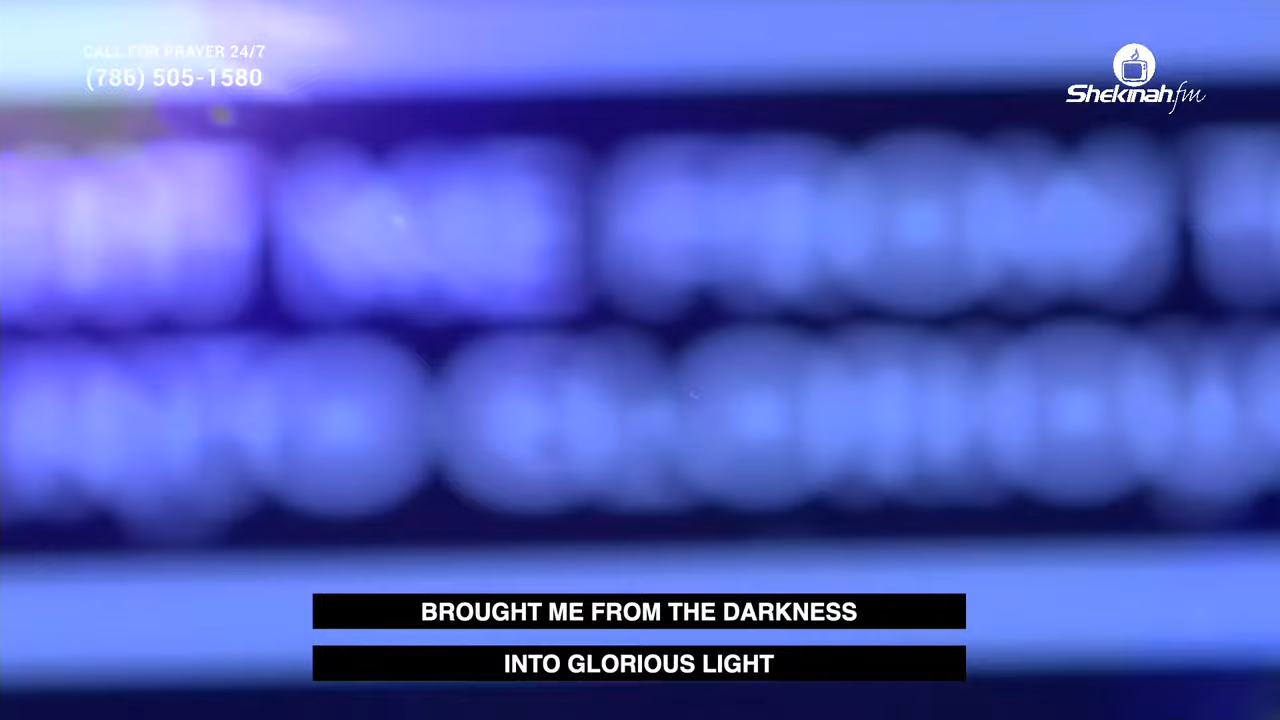 CALL FOR PRAYER 24/7
(786) 505-1580
Shekinah.fm
BROUGHT ME FROM THE DARKNESS
INTO GLORIOUS LIGHT